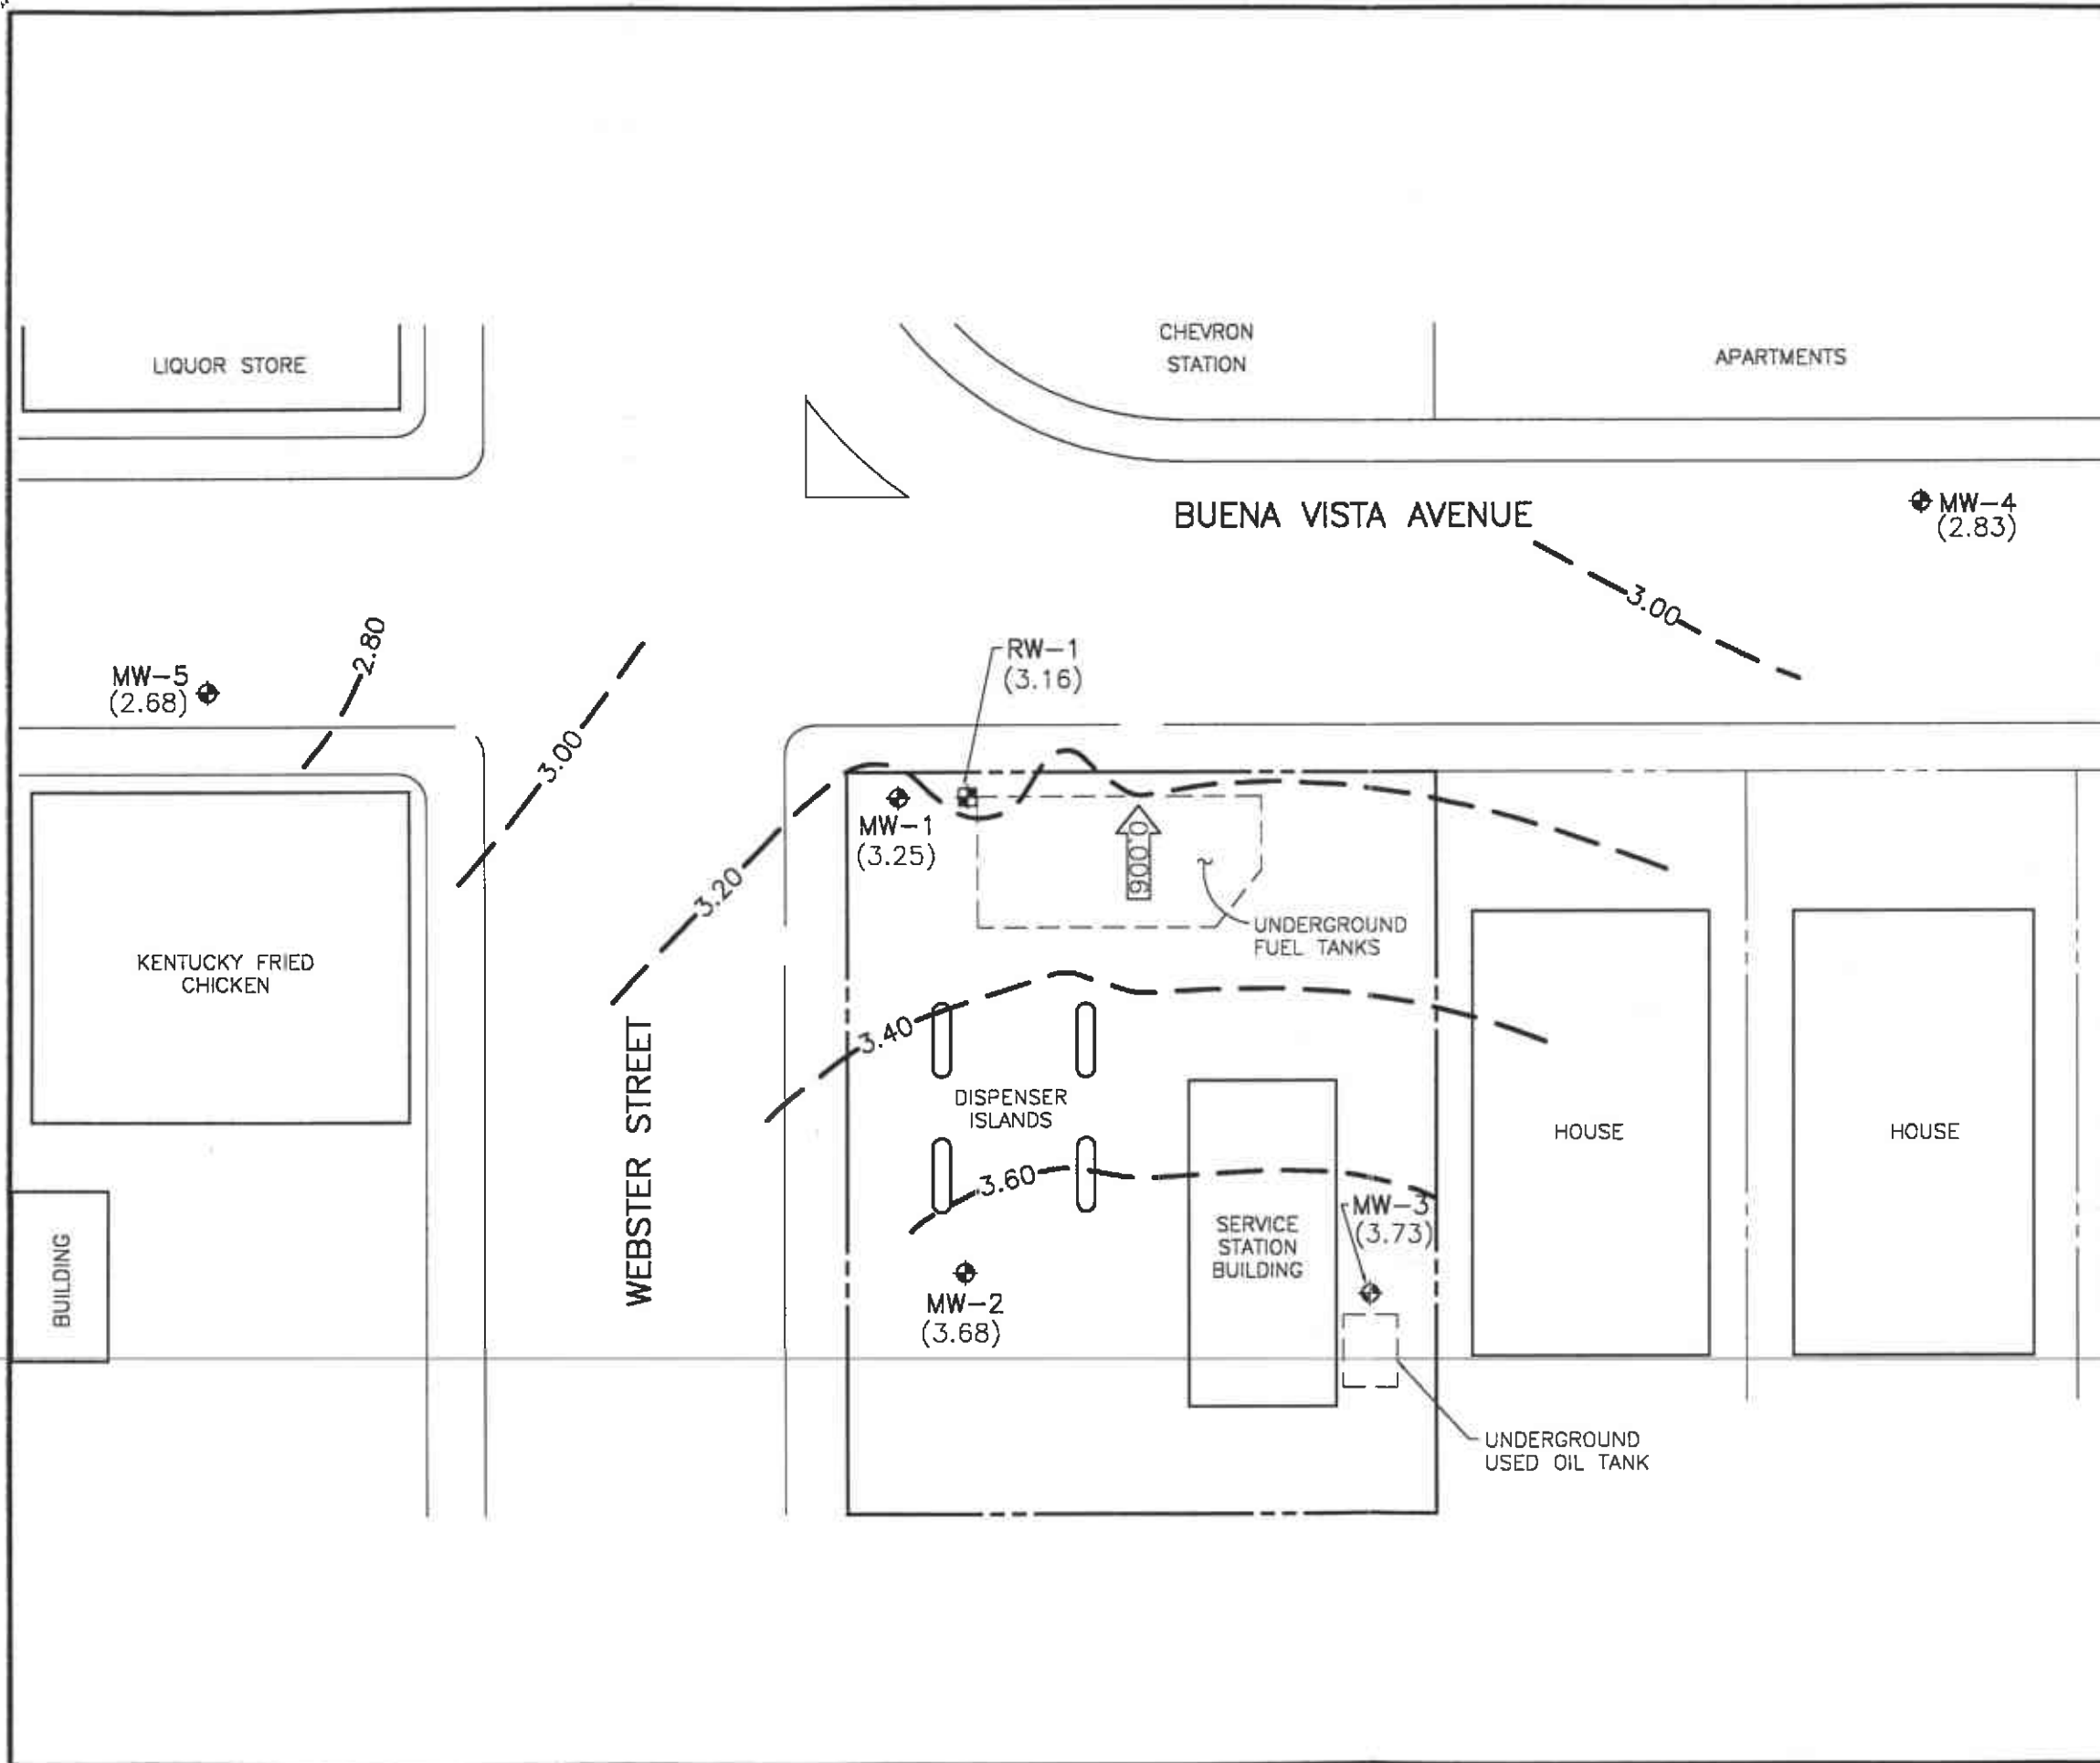 LIQUOR STORE
CHEVRON
STATION
APARTMENTS
BUENA VISTA AVENUE
MW-4
(2.83)
3.00
2.80
MW-5
(2.68)
3.00
RW-1
(3.16)
MW-1
(3.25)
3.20
0.006
UNDERGROUND
FUEL TANKS
KENTUCKY FRIED
CHICKEN
WEBSTER STREET
3.40
DISPENSER
ISLANDS
HOUSE
HOUSE
3.60
MW-3
(3.73)
SERVICE
STATION
BUILDING
BUILDING
MW-2
(3.68)
UNDERGROUND
USED OIL TANK